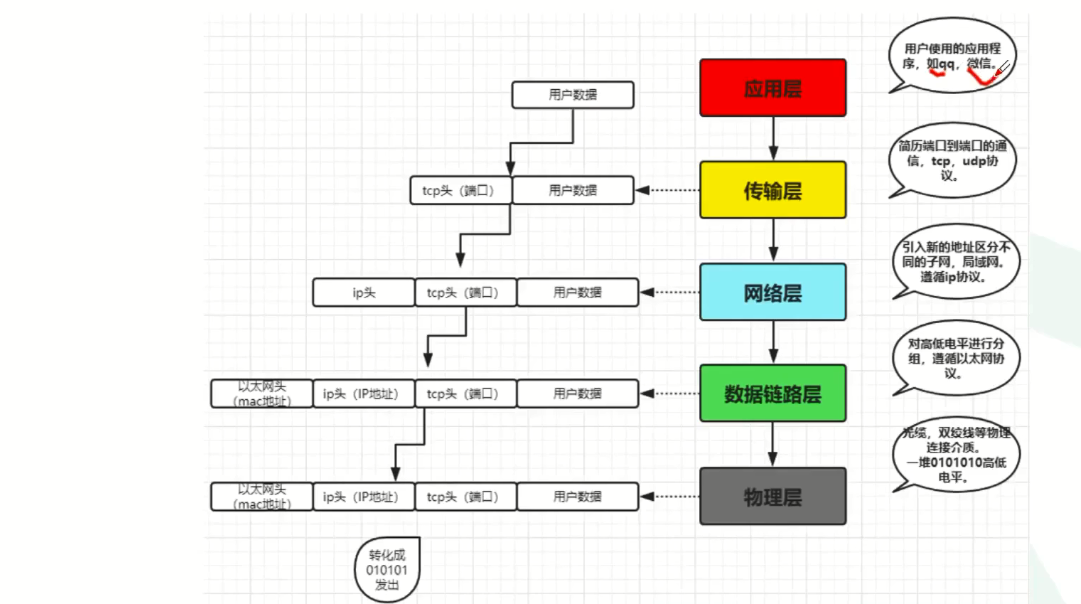 用户使用的应用程
序，如qq，微信。
用户数据
应用层
简历端口到端口的通
信，tcp，udp协
议。
tcp头（端口）
用户数据
传输层
引入新的地址区分不
同的子网，局域网。
遵循ip协议。
ip头
tcp头（端口）
用户数据
网络层
对高低电平进行分
组，遵循以太网协
议。
以太网头
（mac地址）
ip头（IP地址）
tcp头（端口）
用户数据
数据链路层
光缆，双绞线等物理
连接介质。
一堆0101010高低
电平。
以太网头
（mac地址）
ip头（IP地址）
tcp头（端口）
用户数据
物理层
转化成
010101
发出